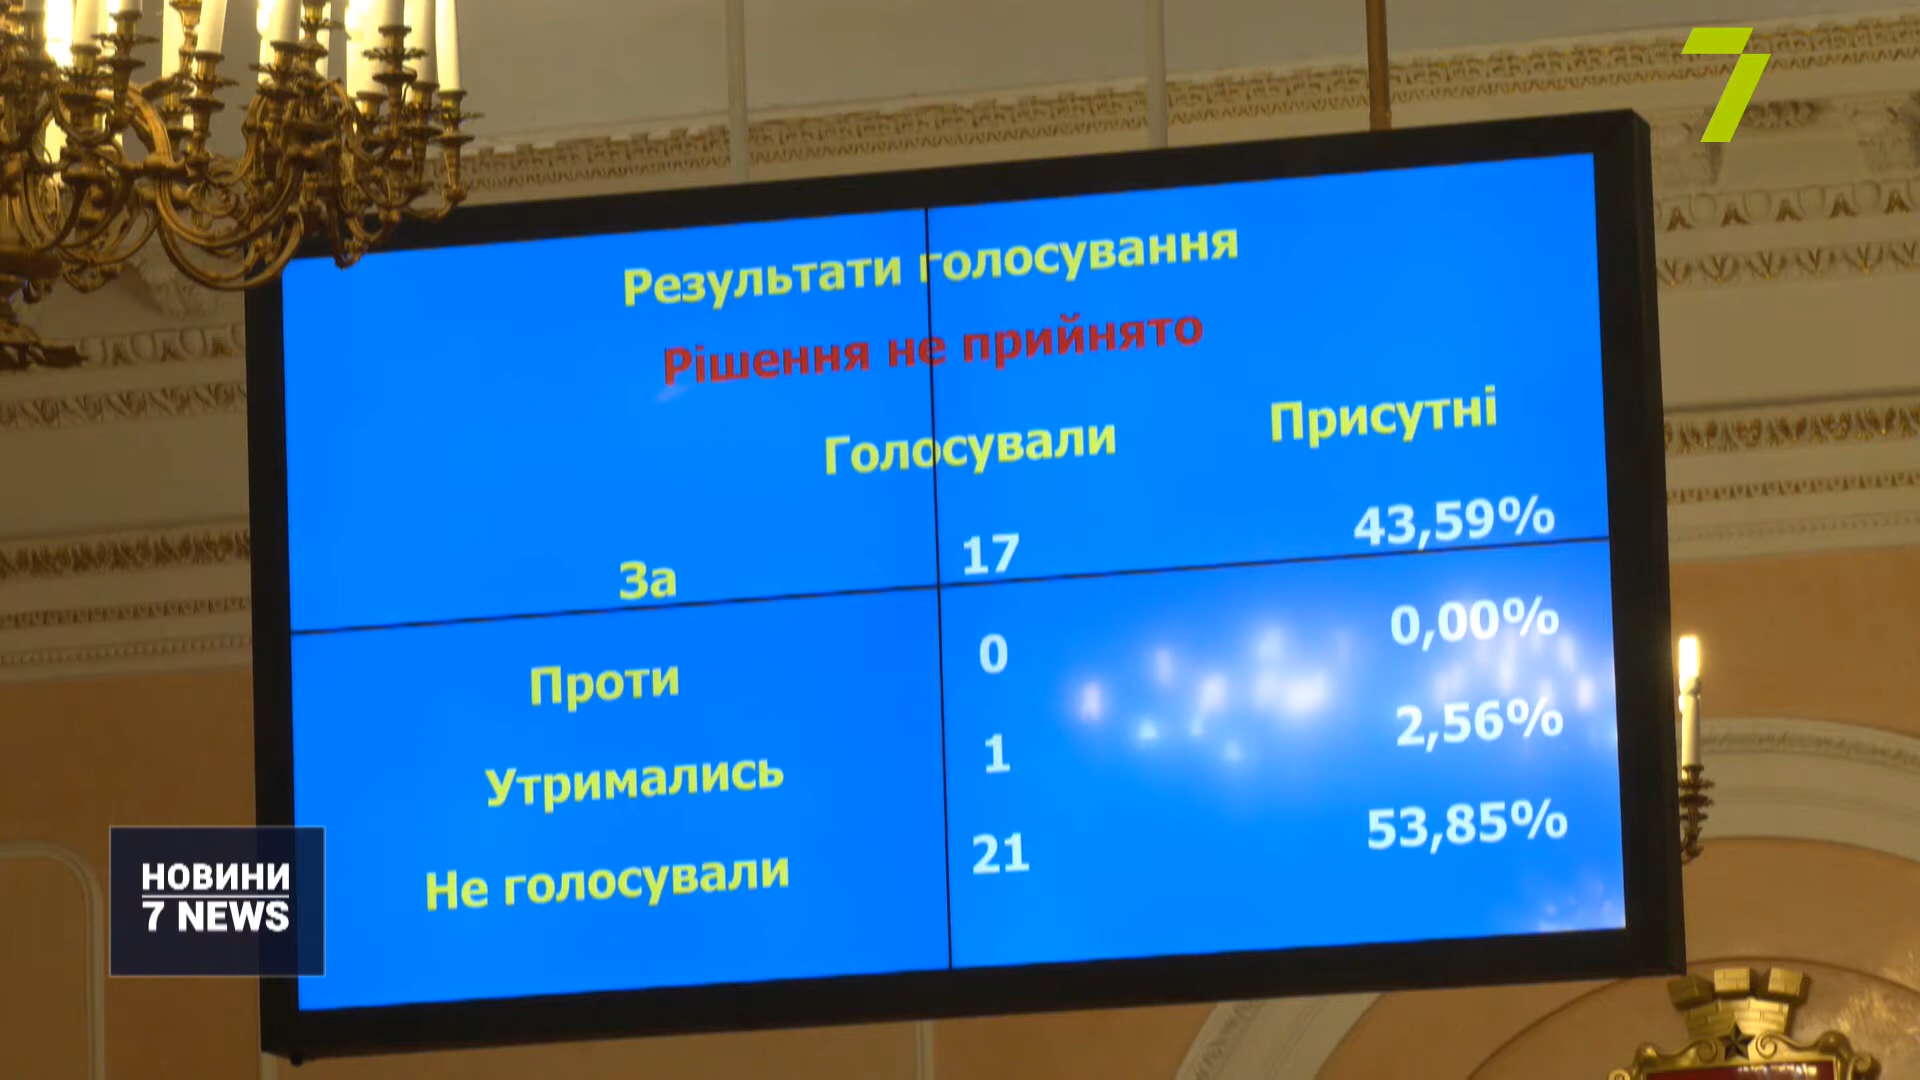 7
Результати голосування
Рішення не прийнято
Голосували Присутні
За 17 43,59%
Проти 0 0,00%
Утримались 1 2,56%
Не голосували 21 53,85%
НОВИНИ
7 NEWS